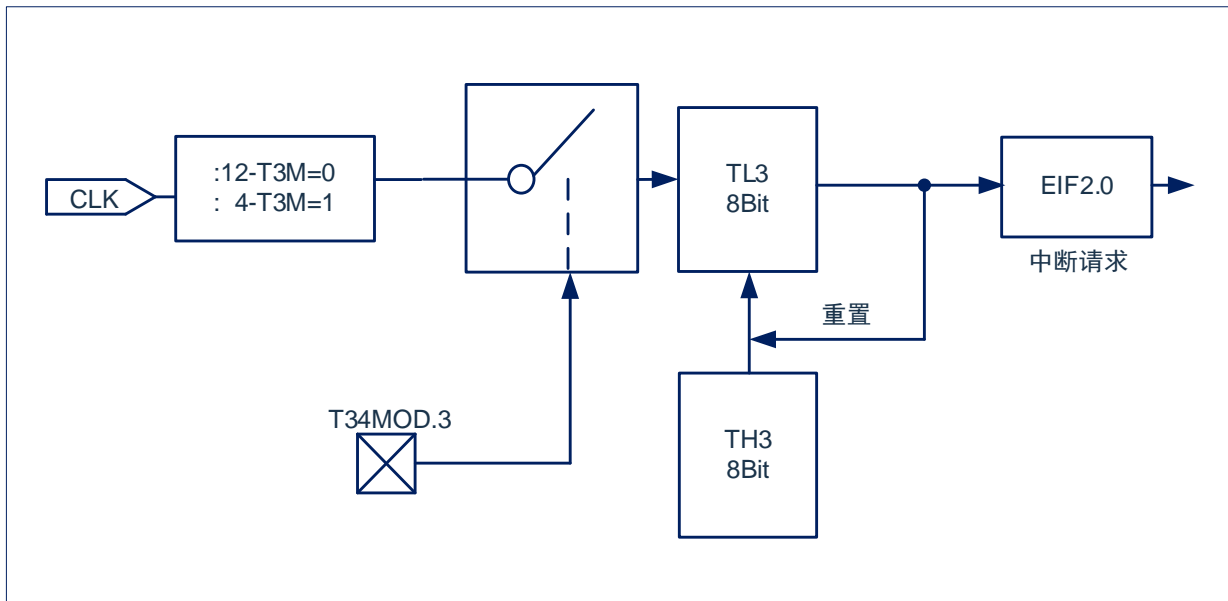 CLK
:12-T3M=0
: 4-T3M=1
TL3
8Bit
EIF2.0
中断请求
重置
T34MOD.3
TH3
8Bit